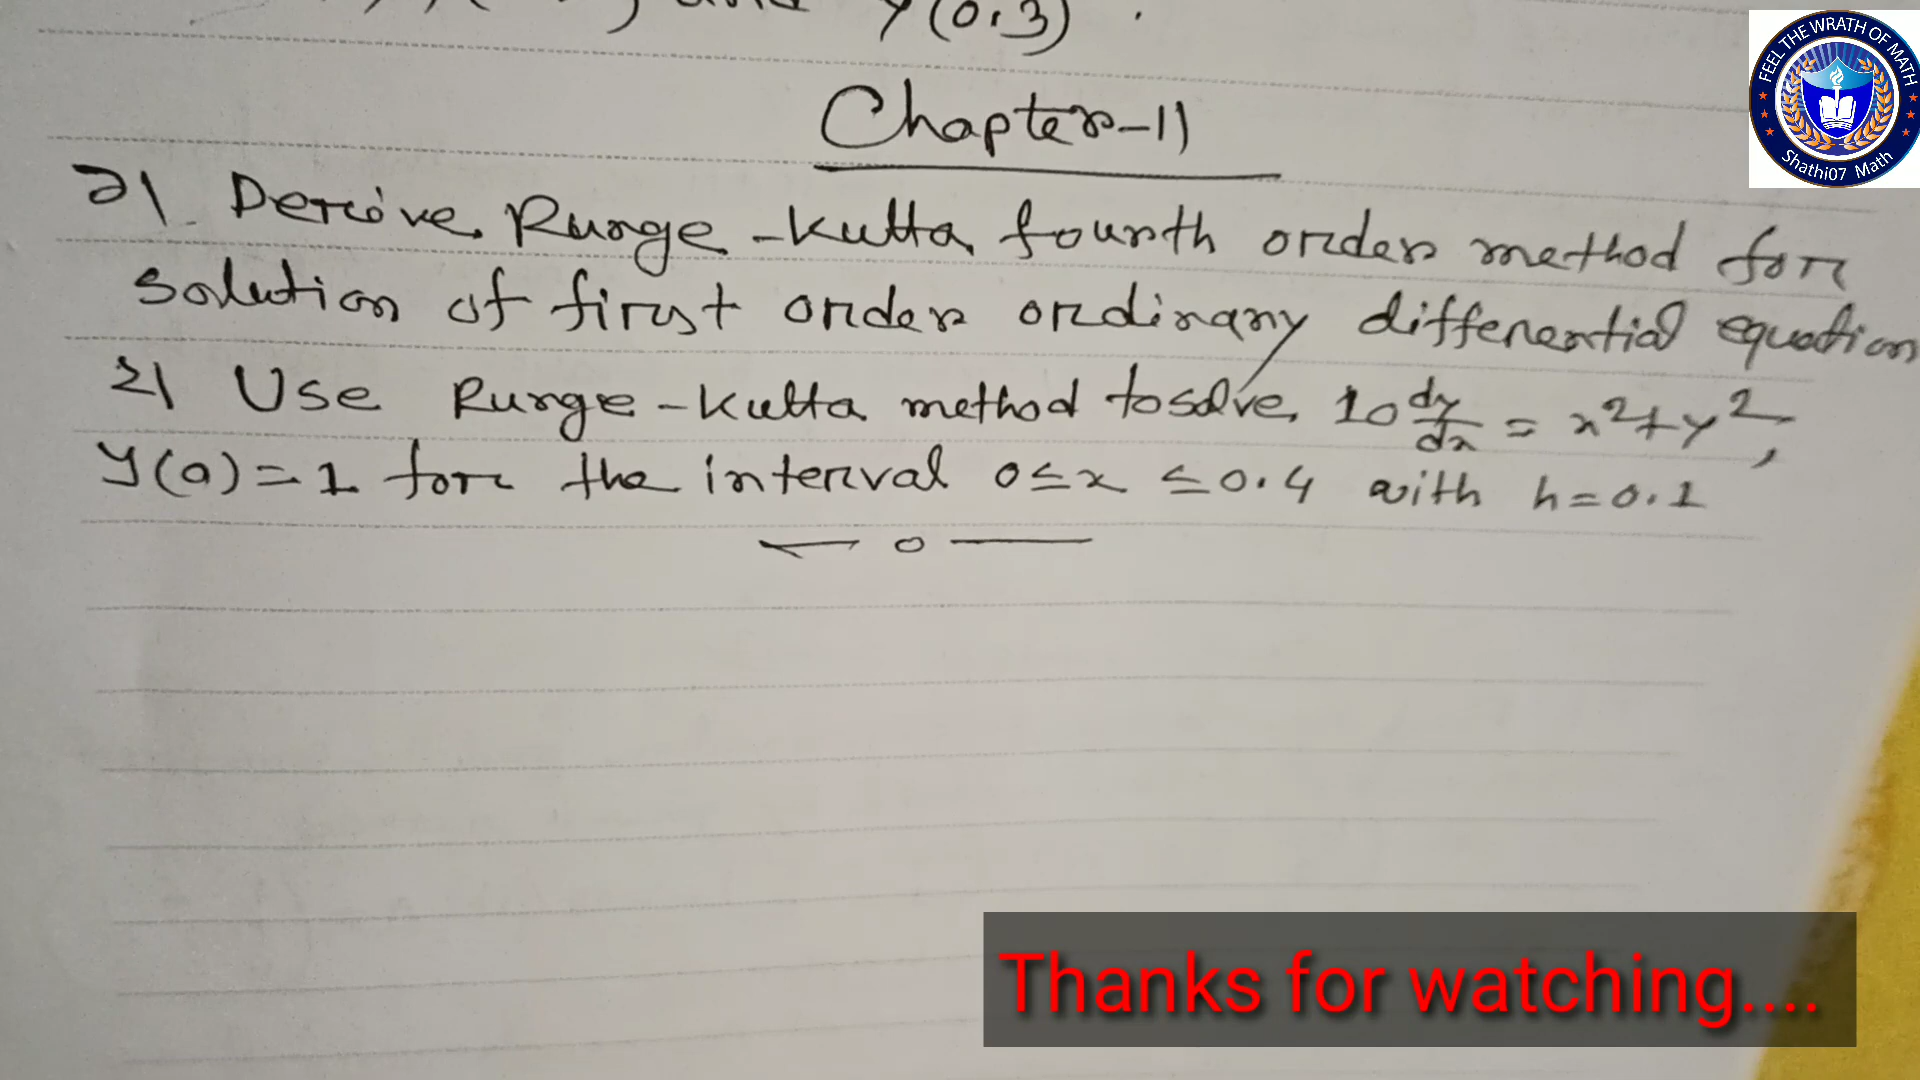 y(0.3)
Chapter-11
১। Derive Runge-Kutta fourth order method for
solution of first order ordinary differential equation
২। Use Runge-Kutta method to solve 10 dy/dx = x²+y²,
y(0)=1 for the interval 0≤x≤0.4 with h=0.1
FEEL THE WRATH OF MATH
Shathi07 Math
Thanks for watching....